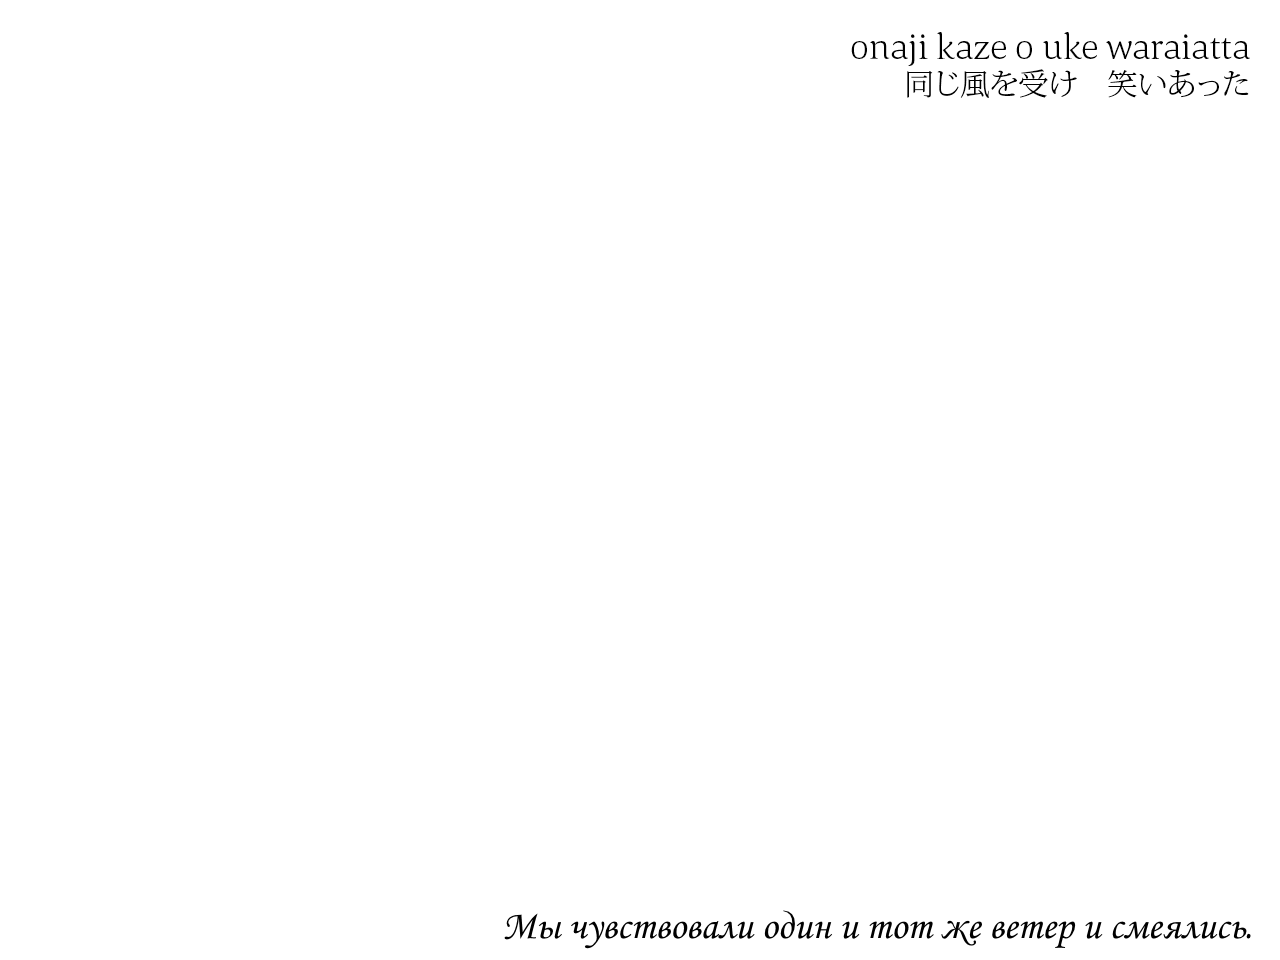 onaji kaze o uke waraiatta
同じ風を受け　笑いあった
Мы чувствовали один и тот же ветер и смеялись.